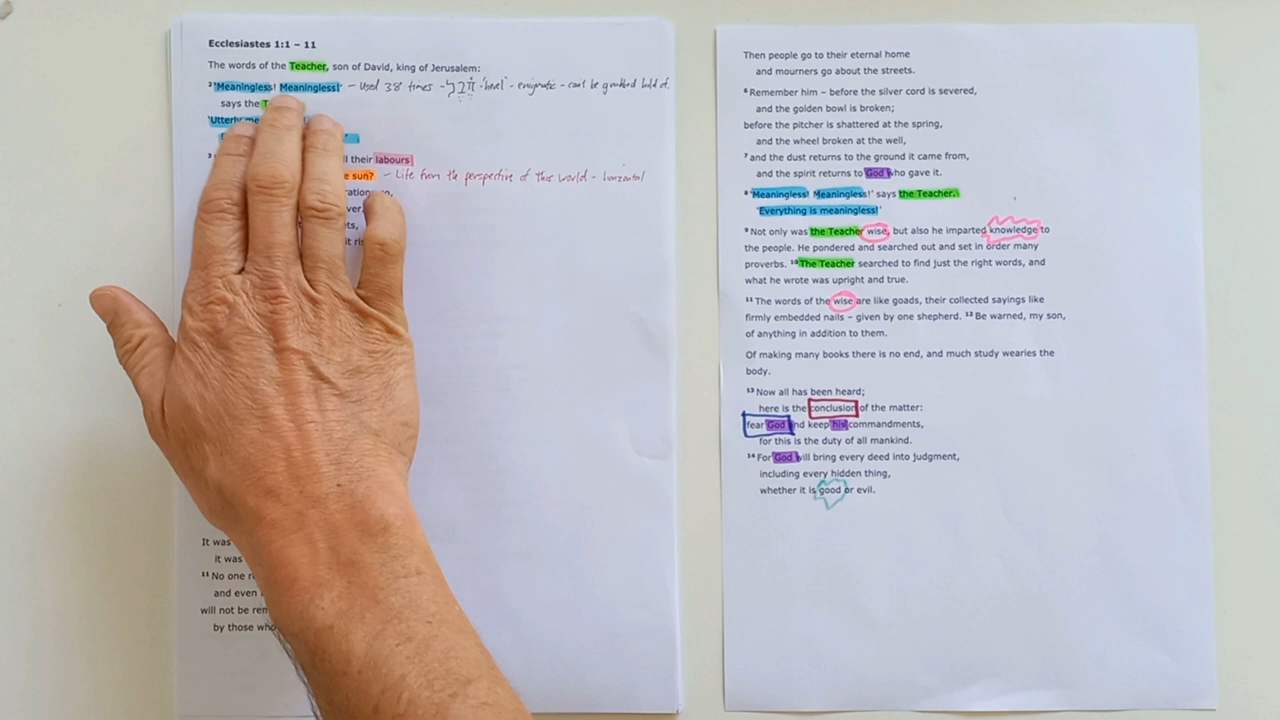 Ecclesiastes 1:1 – 11
The words of the Teacher, son of David, king of Jerusalem:
2 'Meaningless! Meaningless!' – Used 38 times - הבל - 'hevel' - enigmatic - can't be grabbed hold of.
says the
'Utterly
'
3
their labours
sun? – Life from the perspective of this world - horizontal
It was
it was
11 No one
and even
will not be
by those who
Then people go to their eternal home
and mourners go about the streets.
6 Remember him – before the silver cord is severed,
and the golden bowl is broken;
before the pitcher is shattered at the spring,
and the wheel broken at the well,
7 and the dust returns to the ground it came from,
and the spirit returns to God who gave it.
8 'Meaningless! Meaningless!' says the Teacher.
'Everything is meaningless!'
9 Not only was the Teacher wise, but also he imparted knowledge to
the people. He pondered and searched out and set in order many
proverbs. 10 The Teacher searched to find just the right words, and
what he wrote was upright and true.
11 The words of the wise are like goads, their collected sayings like
firmly embedded nails – given by one shepherd. 12 Be warned, my son,
of anything in addition to them.
Of making many books there is no end, and much study wearies the
body.
13 Now all has been heard;
here is the conclusion of the matter:
fear God and keep his commandments,
for this is the duty of all mankind.
14 For God will bring every deed into judgment,
including every hidden thing,
whether it is good or evil.